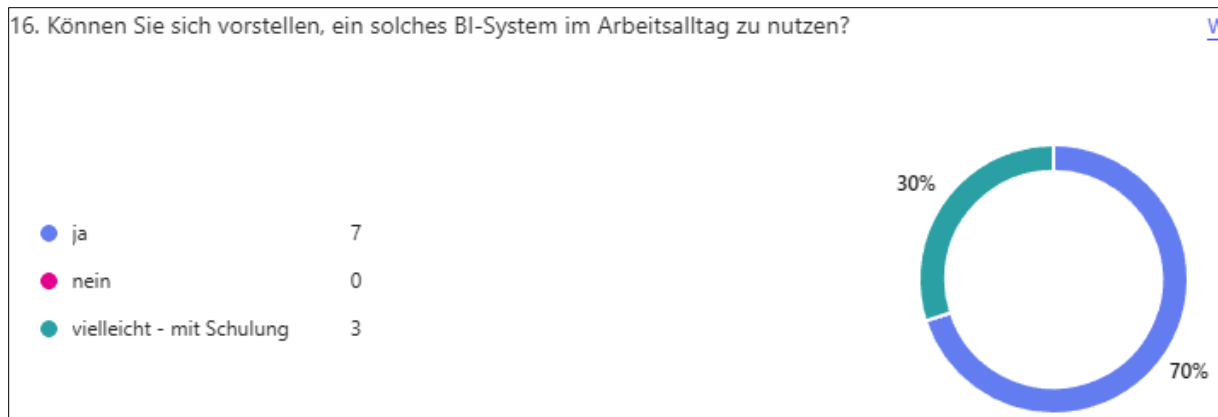 16. Können Sie sich vorstellen, ein solches BI-System im Arbeitsalltag zu nutzen?
30%
ja 7
nein 0
vielleicht - mit Schulung 3
70%